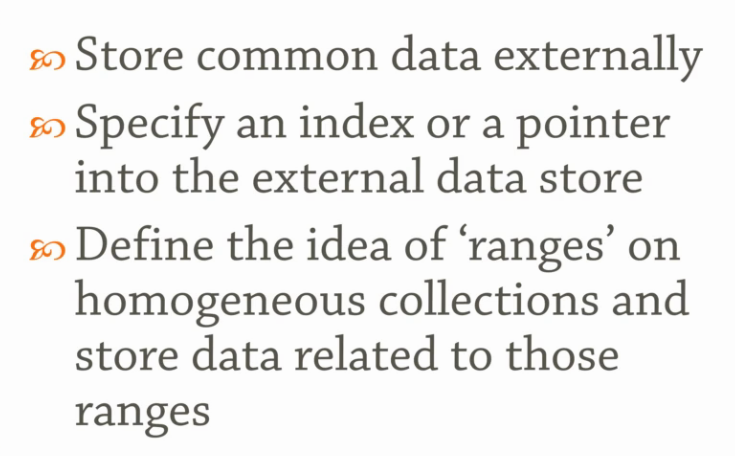 Store common data externally
Specify an index or a pointer
into the external data store
Define the idea of ‘ranges’ on
homogeneous collections and
store data related to those
ranges